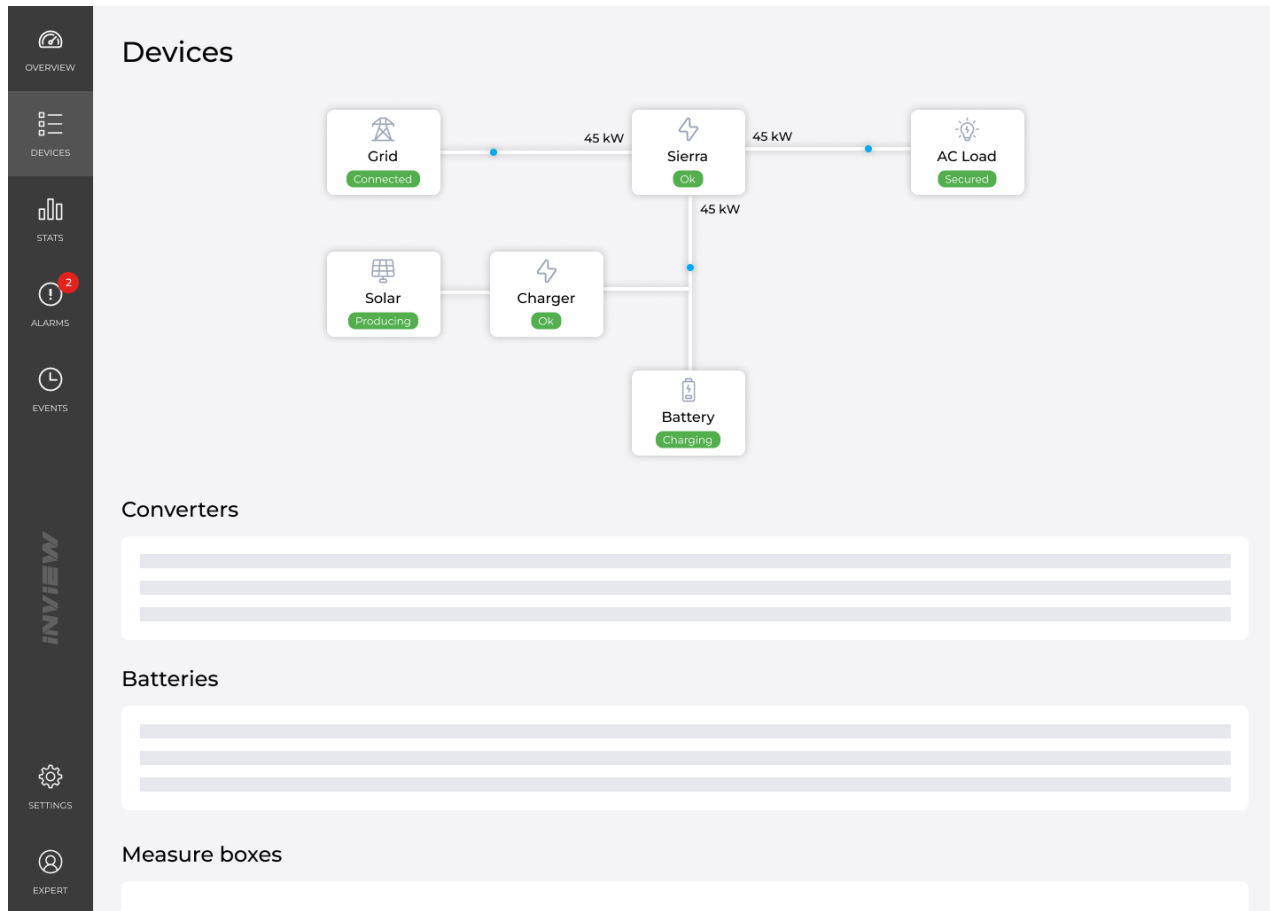 OVERVIEW
DEVICES
STATS
2
ALARMS
EVENTS
iNVIEW
SETTINGS
EXPERT
Devices
Grid
Connected
45 kW
Sierra
Ok
45 kW
AC Load
Secured
45 kW
Solar
Producing
Charger
Ok
Battery
Charging
Converters
Batteries
Measure boxes